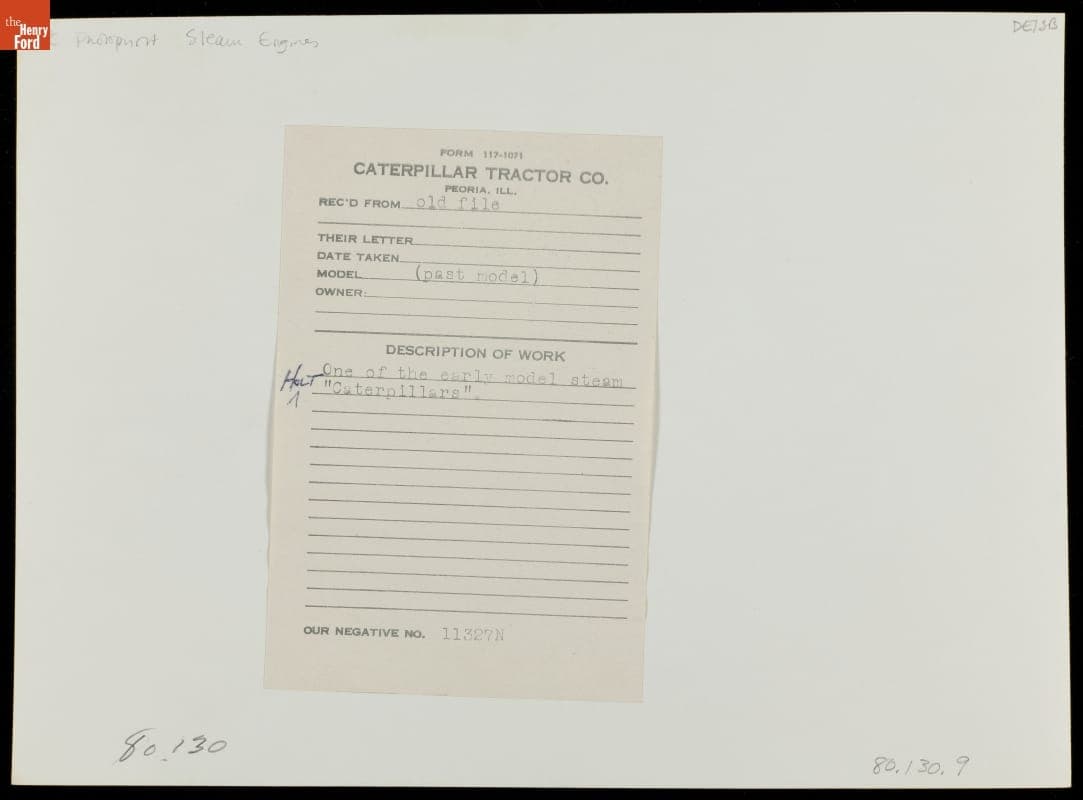 the
Henry
Ford
Photoprint Steam Engines
DE/SB
FORM 117-1071
CATERPILLAR TRACTOR CO.
PEORIA, ILL.
REC'D FROM old file
THEIR LETTER
DATE TAKEN
MODEL (past model)
OWNER:
DESCRIPTION OF WORK
One of the early model steam
HOLT "Caterpillars".
OUR NEGATIVE NO. 11327N
80.130
80.130.9